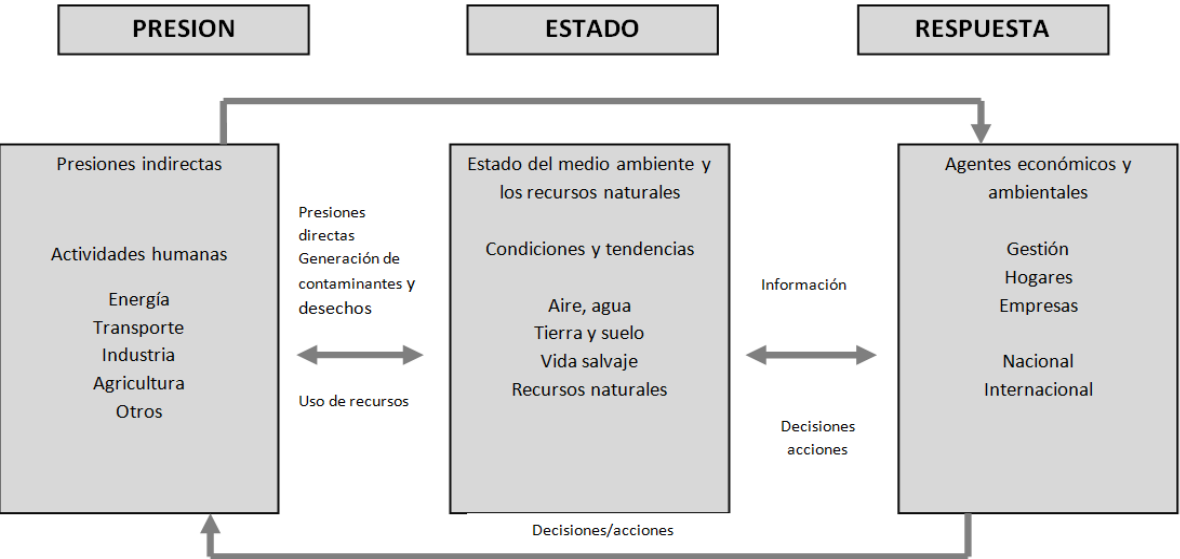 PRESION
ESTADO
RESPUESTA
Presiones indirectas
Actividades humanas
Energía
Transporte
Industria
Agricultura
Otros
Presiones
directas
Generación de
contaminantes y
desechos
Uso de recursos
Estado del medio ambiente y
los recursos naturales
Condiciones y tendencias
Aire, agua
Tierra y suelo
Vida salvaje
Recursos naturales
Información
Decisiones
acciones
Agentes económicos y
ambientales
Gestión
Hogares
Empresas
Nacional
Internacional
Decisiones/acciones